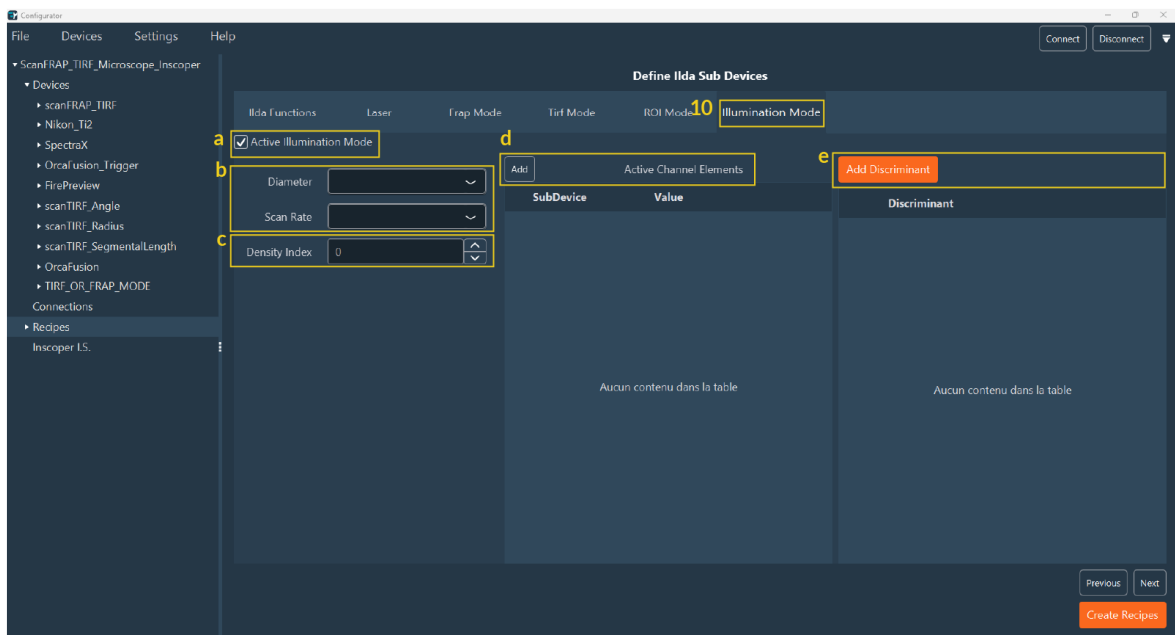 Configurator
File Devices Settings Help
Connect Disconnect
ScanFRAP_TIRF_Microscope_Inscoper
Devices
scanFRAP_TIRF
Nikon_Ti2
SpectraX
OrcaFusion_Trigger
FirePreview
scanTIRF_Angle
scanTIRF_Radius
scanTIRF_SegmentalLength
OrcaFusion
TIRF_OR_FRAP_MODE
Connections
Recipes
Inscoper I.S.
Define Ilda Sub Devices
Ilda Functions Laser Frap Mode Tirf Mode ROI Mode 10 Illumination Mode
a Active Illumination Mode
b Diameter
Scan Rate
c Density Index 0
d
Add Active Channel Elements
SubDevice Value
Aucun contenu dans la table
e Add Discriminant
Discriminant
Aucun contenu dans la table
Previous Next
Create Recipes